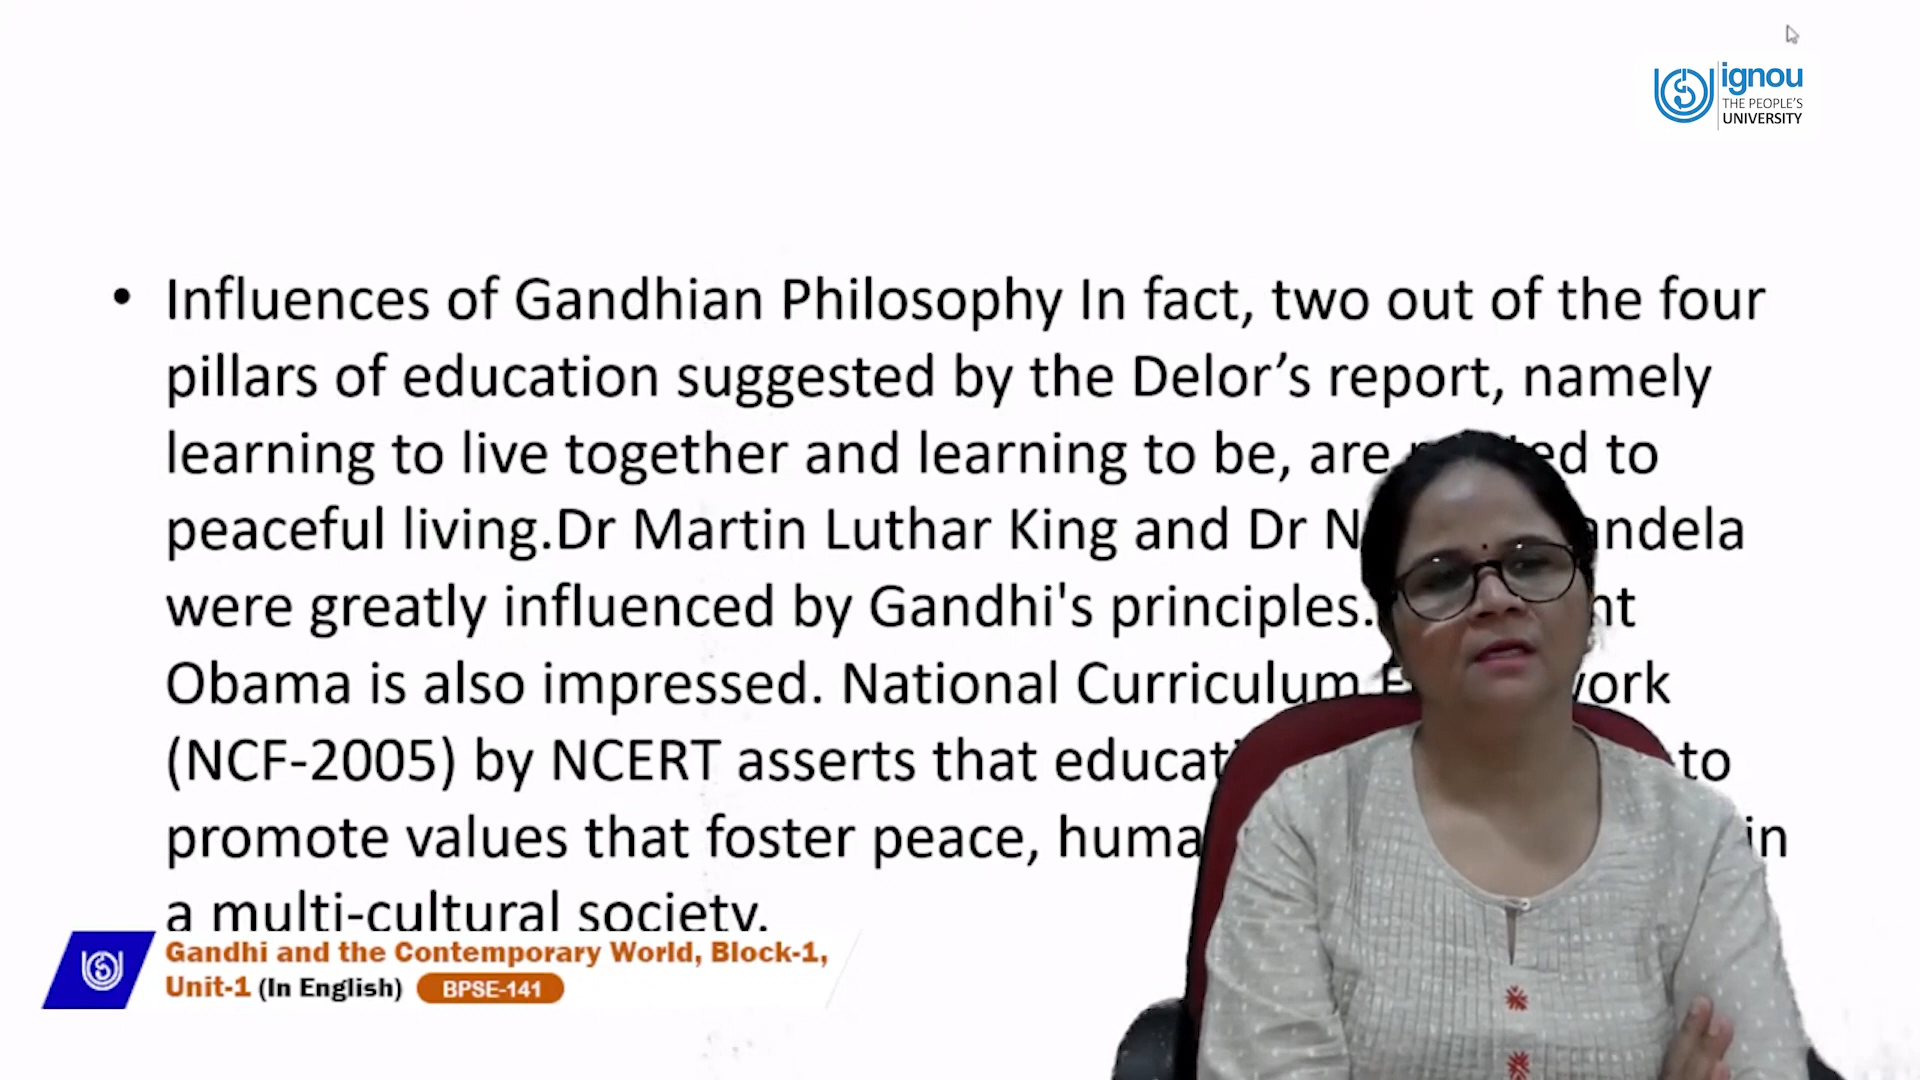 ignou
THE PEOPLE'S
UNIVERSITY
• Influences of Gandhian Philosophy In fact, two out of the four
pillars of education suggested by the Delor’s report, namely
learning to live together and learning to be, are to
peaceful living.Dr Martin Luthar King and Dr
were greatly influenced by Gandhi's principles.
Obama is also impressed. National Curriculum
(NCF-2005) by NCERT asserts that to
promote values that foster peace, in
a multi-cultural society.
Gandhi and the Contemporary World, Block-1,
Unit-1 (In English) BPSE-141